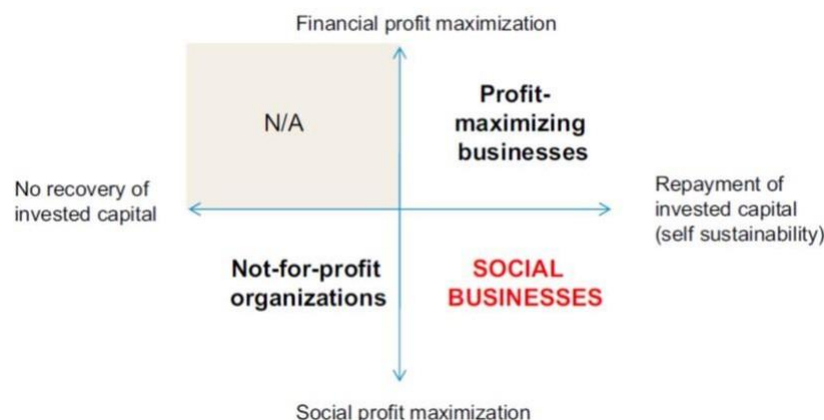 Financial profit maximization
N/A
Profit-
maximizing
businesses
No recovery of
invested capital
Repayment of
invested capital
(self sustainability)
Not-for-profit
organizations
SOCIAL
BUSINESSES
Social profit maximization